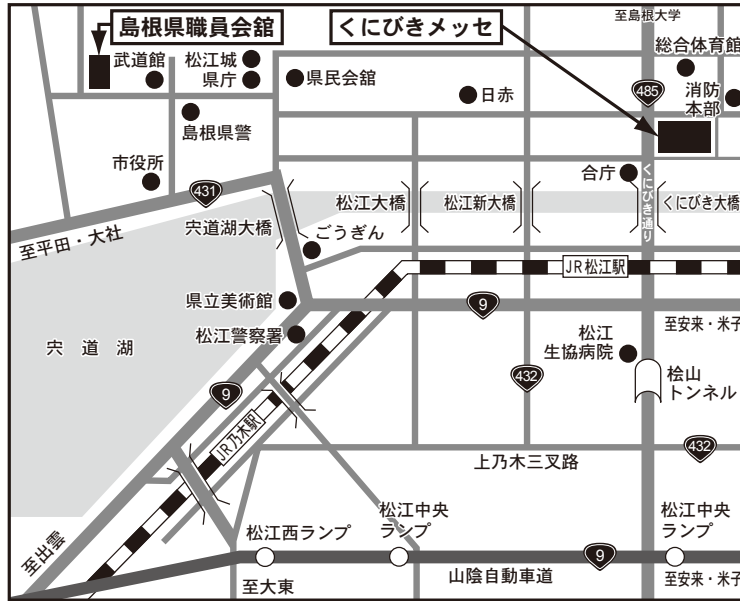 島根県職員会舘
くにびきメッセ
至島根大学
総合体育館
武道館
松江城
県庁
県民会舘
日赤
485
消防
本部
島根県警
市役所
合庁
431
くにびき通り
松江大橋
松江新大橋
くにびき大橋
宍道湖大橋
ごうぎん
至平田・大社
JR松江駅
県立美術館
9
至安来・米子
松江警察署
松江
生協病院
宍道湖
432
桧山
トンネル
9
JR乃木駅
432
上乃木三叉路
松江西ランプ
松江中央
ランプ
松江中央
ランプ
至出雲
9
山陰自動車道
至大東
至安来・米子